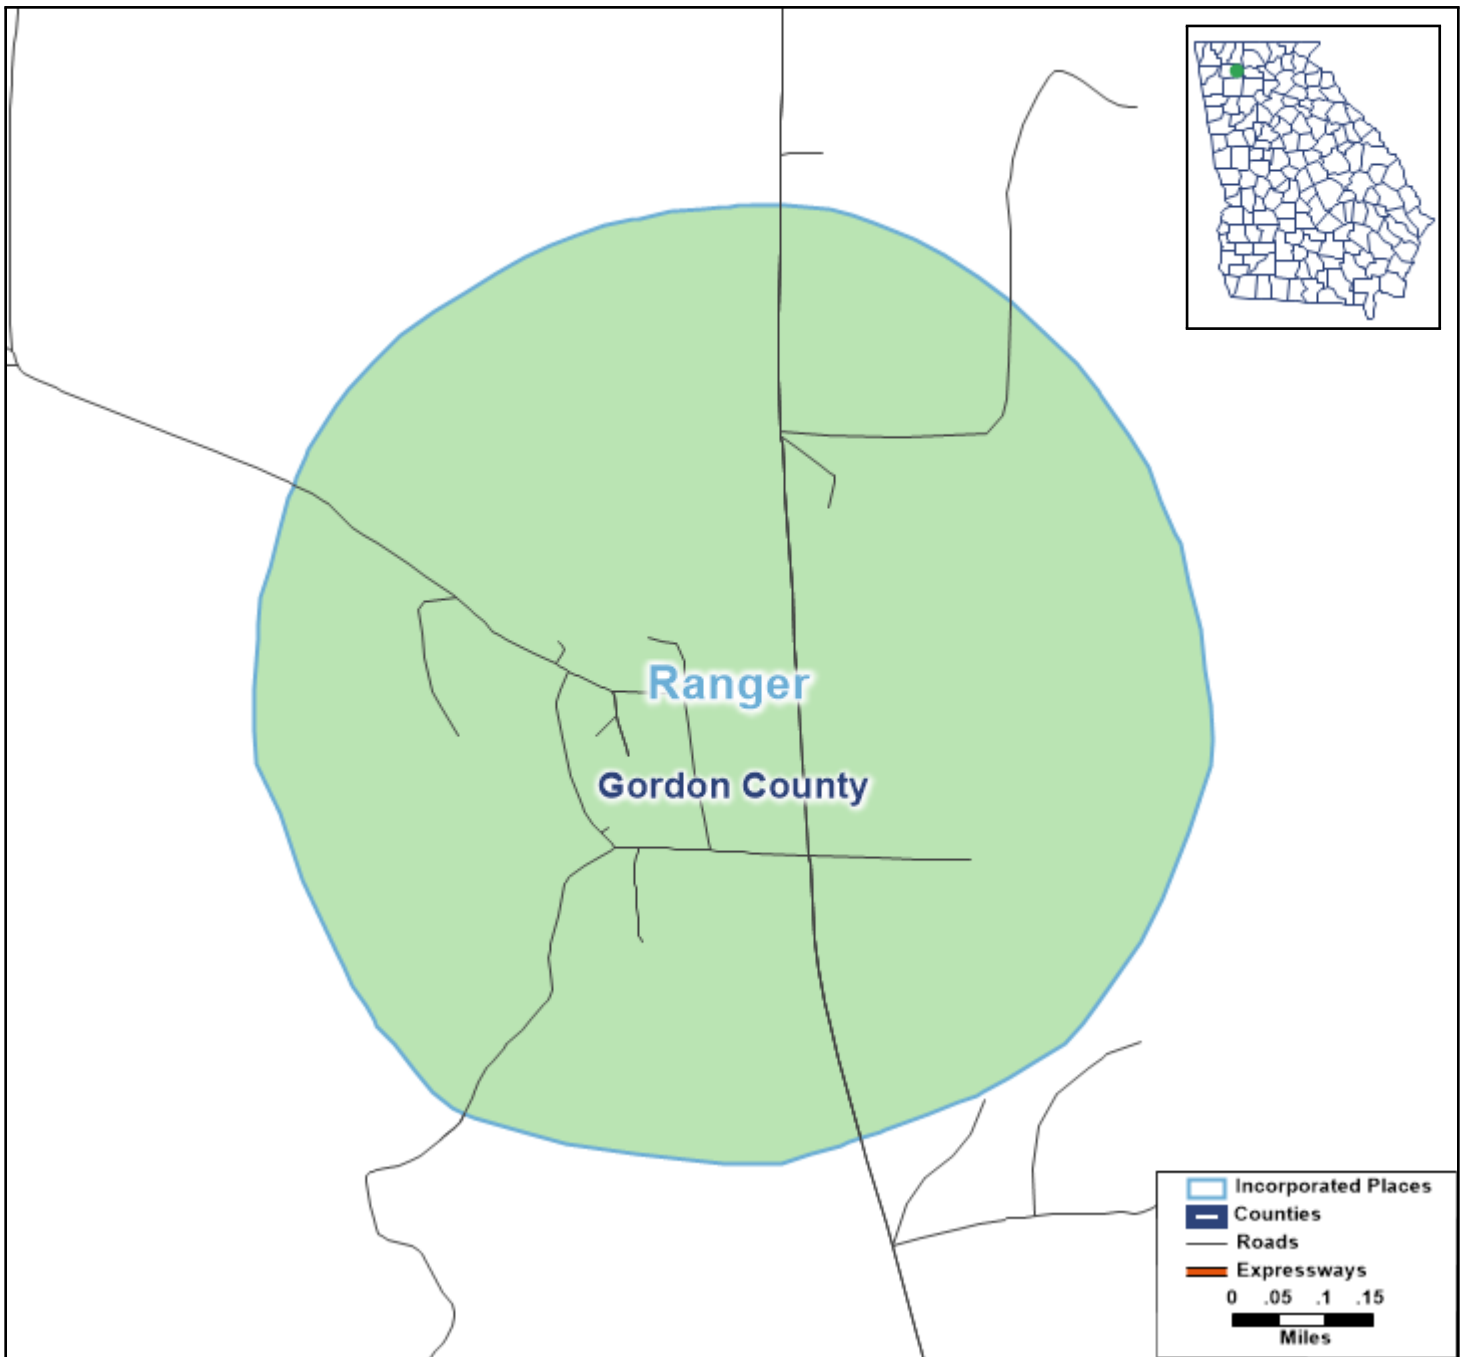 Ranger
Gordon County
Incorporated Places
Counties
Roads
Expressways
0 .05 .1 .15
Miles